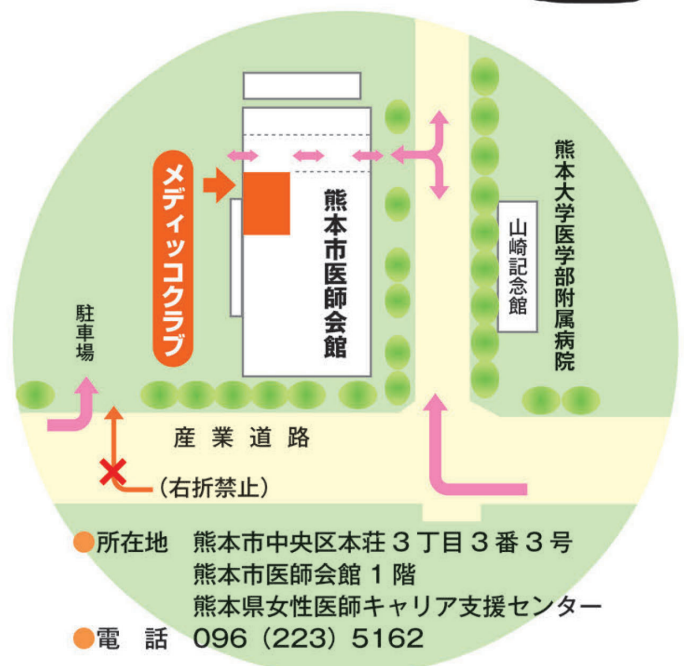 メディッコクラブ
熊本市医師会館
山崎記念館
熊本大学医学部附属病院
駐車場
産業道路
（右折禁止）
●所在地　熊本市中央区本荘３丁目３番３号
熊本市医師会館１階
熊本県女性医師キャリア支援センター
●電　話　096（223）5162